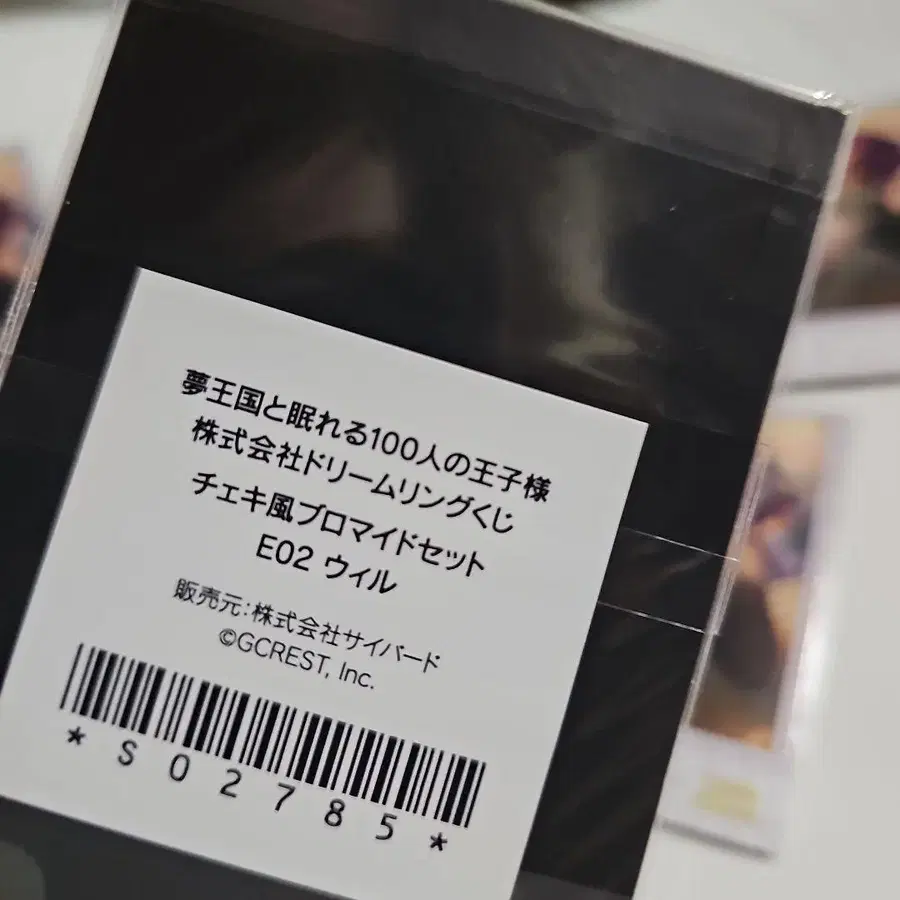 夢王国と眠れる100人の王子様
株式会社ドリームリングくじ
チェキ風ブロマイドセット
E02 ウィル
販売元:株式会社サイバード
©GCREST, Inc.
*S02785*